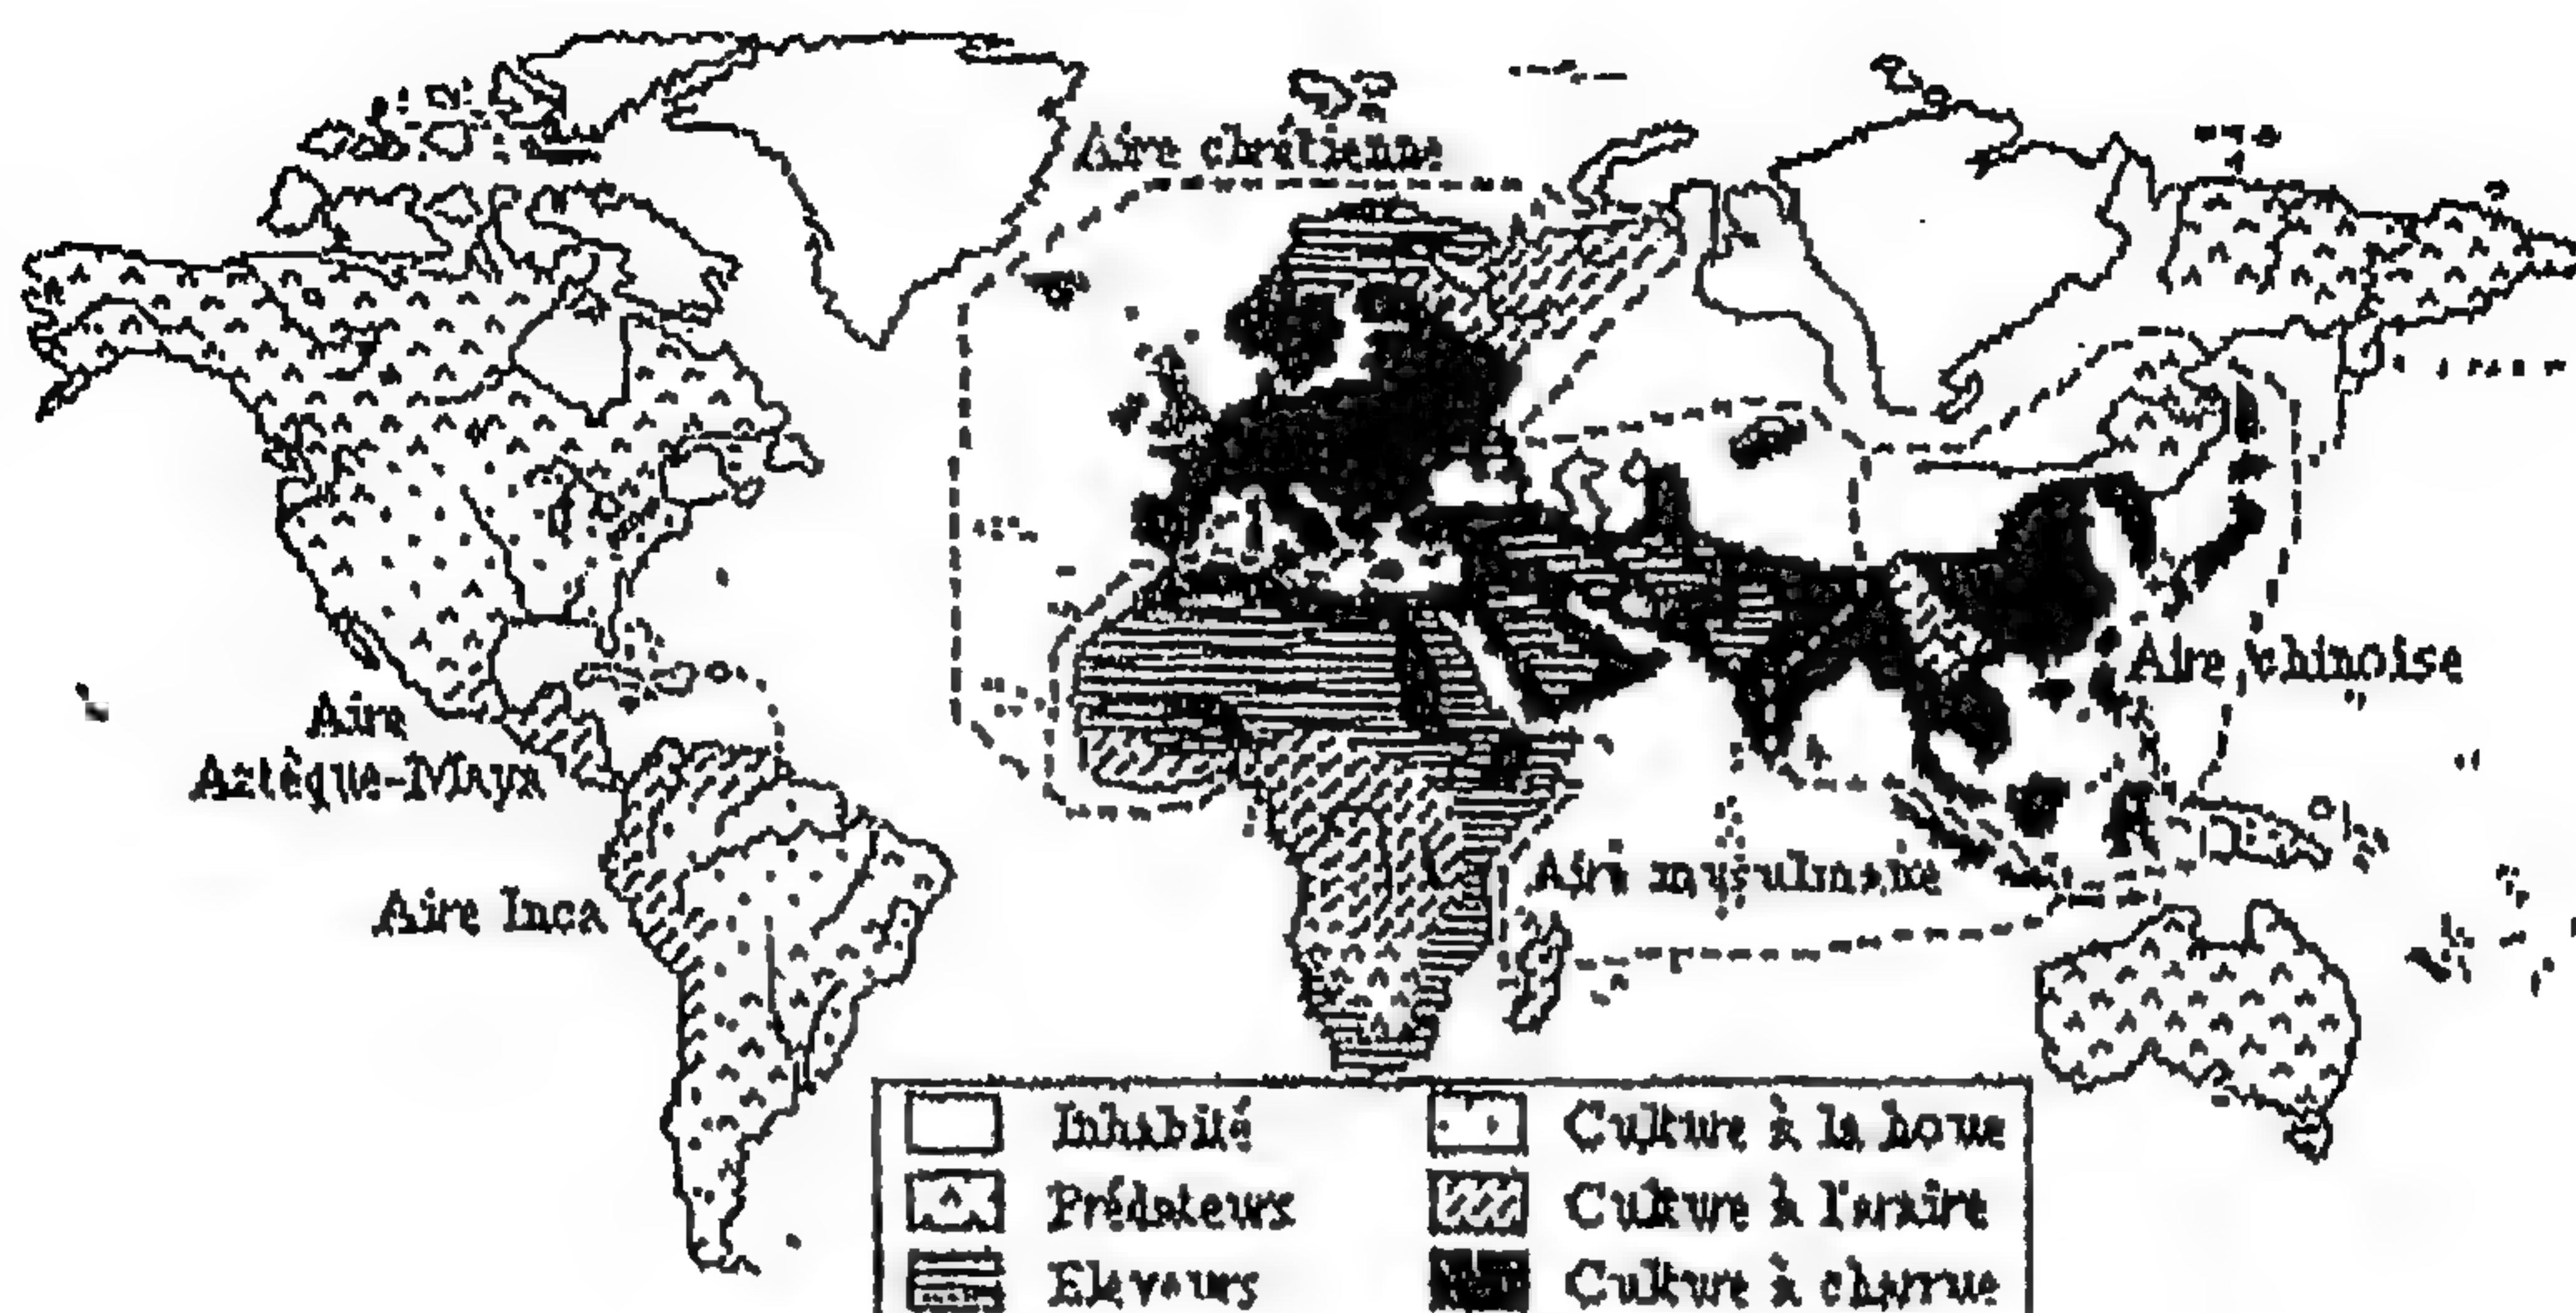 Aire chrétienne
Aire chinoise
Aire
Aztèque-Maya
Aire musulmane
Aire Inca
Inhabité
Prédateurs
Eleveurs
Culture à la houe
Culture à l'araire
Culture à charrue